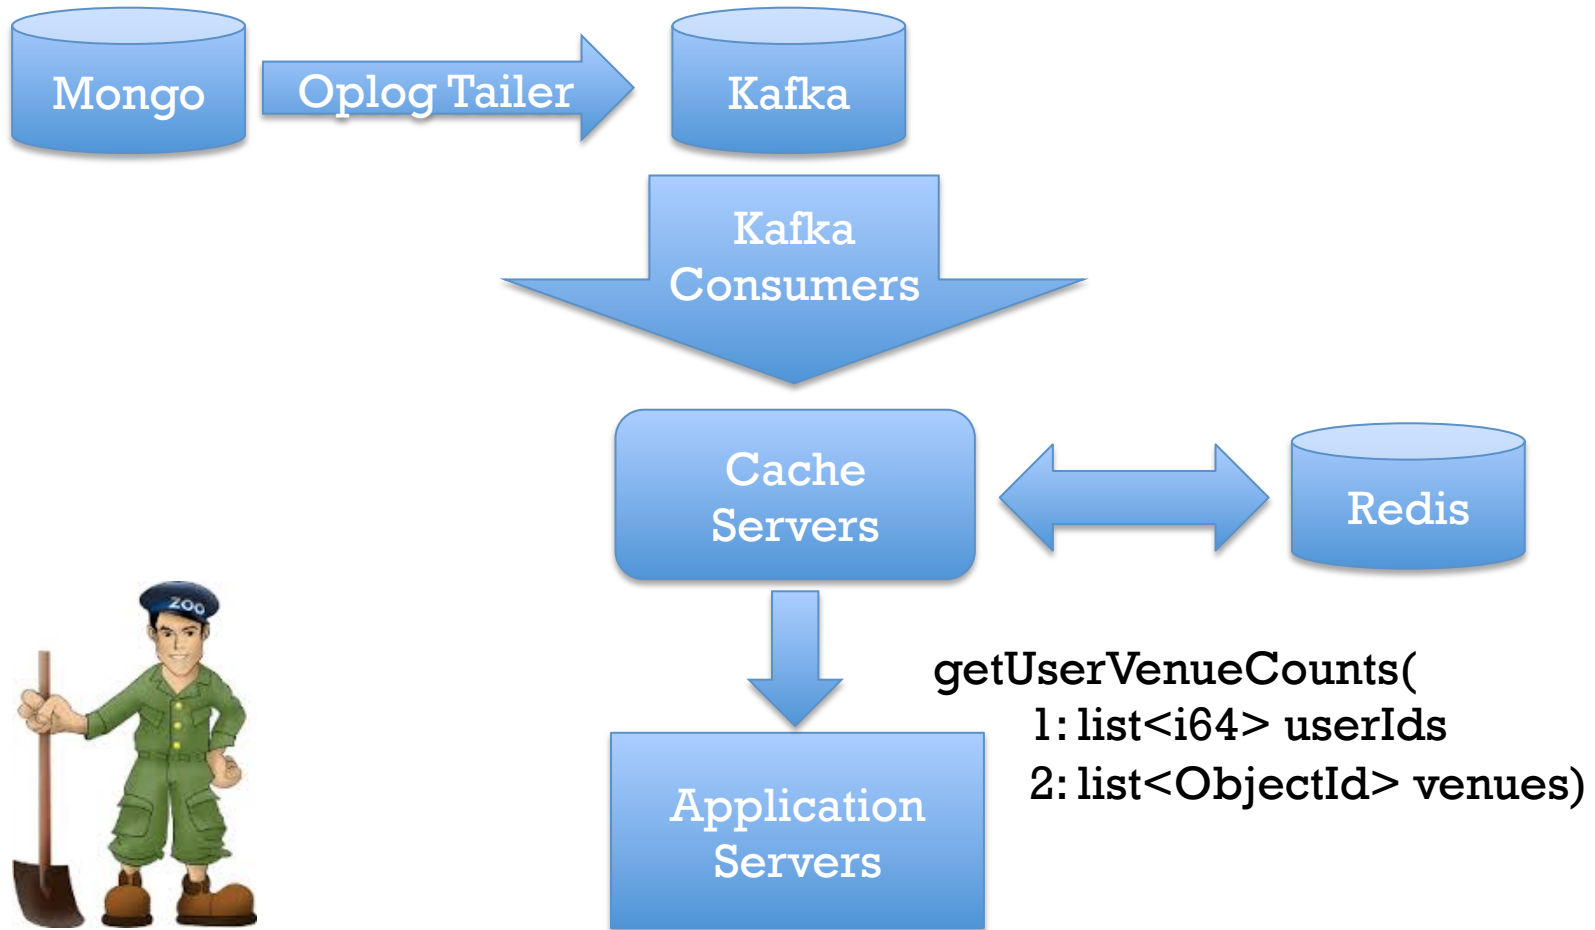 Mongo
Oplog Tailer
Kafka
Kafka
Consumers
Cache
Servers
Redis
ZOO
getUserVenueCounts(
1: list<i64> userIds
2: list<ObjectId> venues)
Application
Servers